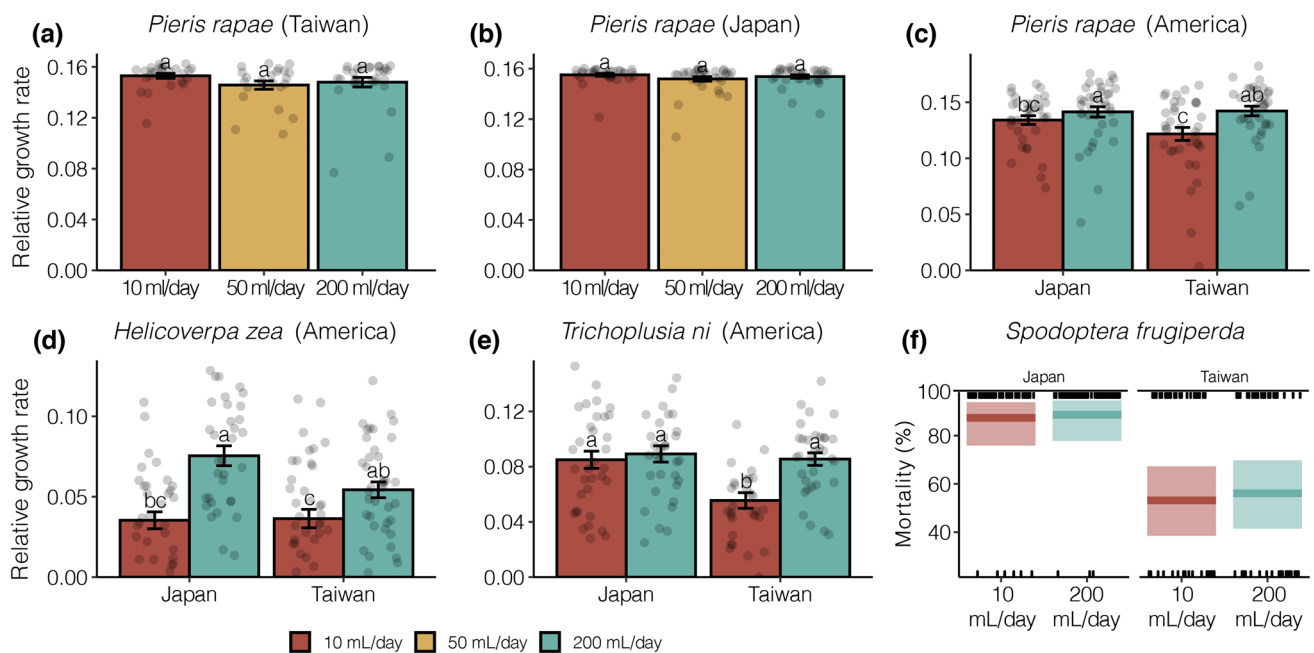 (a) Pieris rapae (Taiwan)
Relative growth rate
0.16
0.12
0.08
0.04
0.00
a
a
a
10 ml/day 50 ml/day 200 ml/day
(b) Pieris rapae (Japan)
0.16
0.12
0.08
0.04
0.00
a
a
a
10 ml/day 50 ml/day 200 ml/day
(c) Pieris rapae (America)
0.15
0.10
0.05
0.00
bc
a
c
ab
Japan Taiwan
(d) Helicoverpa zea (America)
Relative growth rate
0.10
0.05
0.00
bc
a
c
ab
Japan Taiwan
(e) Trichoplusia ni (America)
0.12
0.08
0.04
0.00
a
a
b
a
Japan Taiwan
(f) Spodoptera frugiperda
Japan Taiwan
Mortality (%)
100
80
60
40
10 200 10 200
mL/day mL/day mL/day mL/day
10 mL/day 50 mL/day 200 mL/day